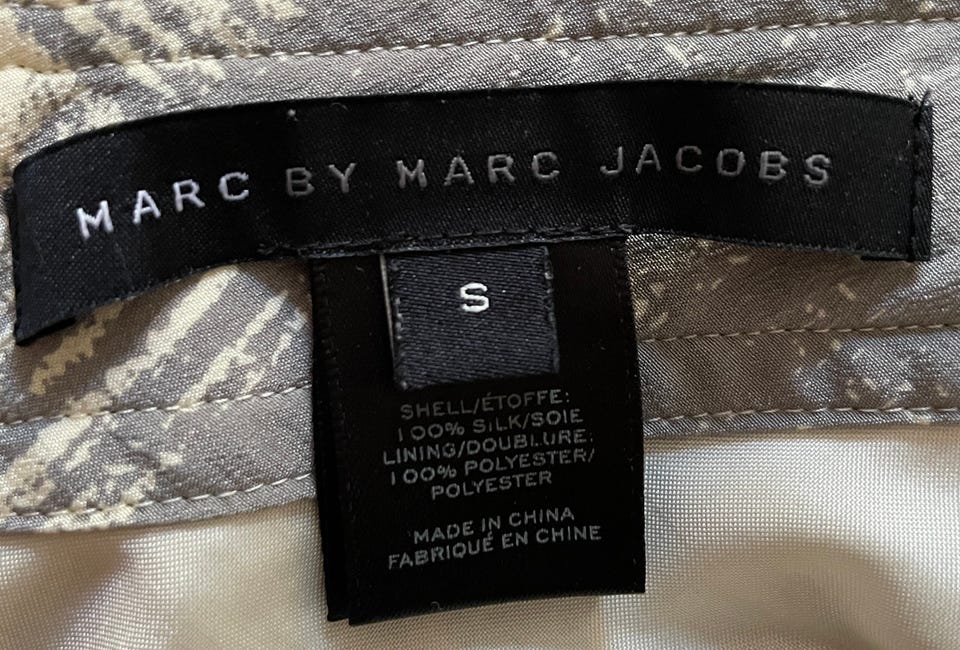 MARC BY MARC JACOBS
S
SHELL/ÉTOFFE:
100% SILK/SOIE
LINING/DOUBLURE:
100% POLYESTER/
POLYESTER
MADE IN CHINA
FABRIQUÉ EN CHINE